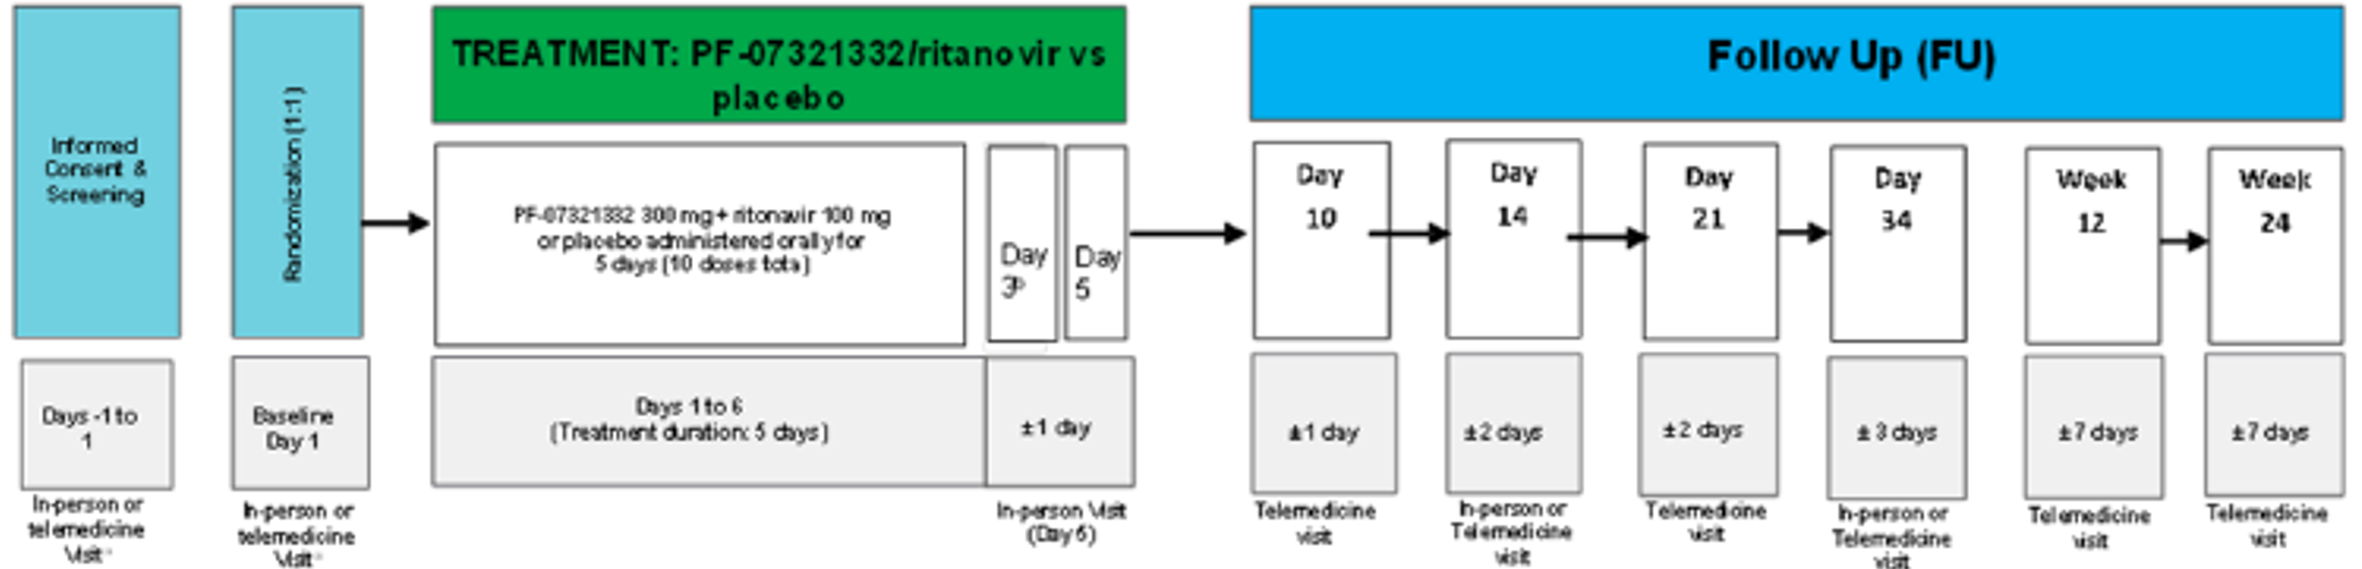 TREATMENT: PF-07321332/ritanovir vs
placebo
Follow Up (FU)
Informed
Consent &
Screening
Randomization (1:1)
PF-07321332 300 mg + ritonavir 100 mg
or placebo administered orally for
5 days (10 doses total)
Day
3b
Day
5
Day
10
Day
14
Day
21
Day
34
Week
12
Week
24
Days -1 to
1
Baseline
Day 1
Days 1 to 6
(Treatment duration: 5 days)
±1 day
±1 day
±2 days
±2 days
± 3 days
±7 days
±7 days
In-person or
telemedicine
Visit
In-person or
telemedicine
Visit
In-person Visit
(Day 5)
Telemedicine
visit
In-person or
Telemedicine
visit
Telemedicine
visit
In-person or
Telemedicine
visit
Telemedicine
visit
Telemedicine
visit